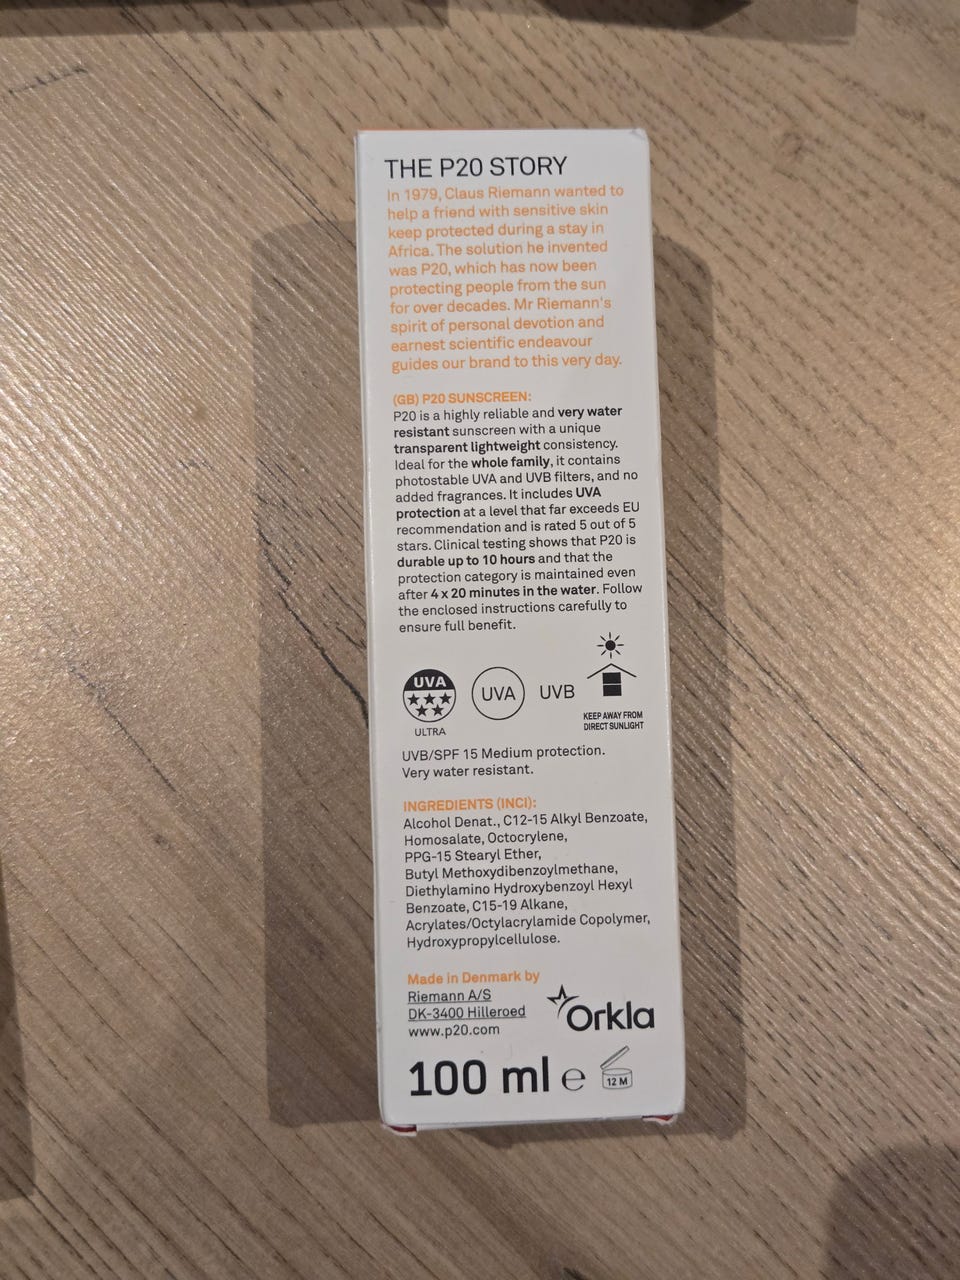 THE P20 STORY
In 1979, Claus Riemann wanted to
help a friend with sensitive skin
keep protected during a stay in
Africa. The solution he invented
was P20, which has now been
protecting people from the sun
for over decades. Mr Riemann's
spirit of personal devotion and
earnest scientific endeavour
guides our brand to this very day.
(GB) P20 SUNSCREEN:
P20 is a highly reliable and very water
resistant sunscreen with a unique
transparent lightweight consistency.
Ideal for the whole family, it contains
photostable UVA and UVB filters, and no
added fragrances. It includes UVA
protection at a level that far exceeds EU
recommendation and is rated 5 out of 5
stars. Clinical testing shows that P20 is
durable up to 10 hours and that the
protection category is maintained even
after 4 x 20 minutes in the water. Follow
the enclosed instructions carefully to
ensure full benefit.
UVA
ULTRA
UVA
UVB
KEEP AWAY FROM
DIRECT SUNLIGHT
UVB/SPF 15 Medium protection.
Very water resistant.
INGREDIENTS (INCI):
Alcohol Denat., C12-15 Alkyl Benzoate,
Homosalate, Octocrylene,
PPG-15 Stearyl Ether,
Butyl Methoxydibenzoylmethane,
Diethylamino Hydroxybenzoyl Hexyl
Benzoate, C15-19 Alkane,
Acrylates/Octylacrylamide Copolymer,
Hydroxypropylcellulose.
Made in Denmark by
Riemann A/S
DK-3400 Hilleroed
www.p20.com
Orkla
100 ml e
12 M